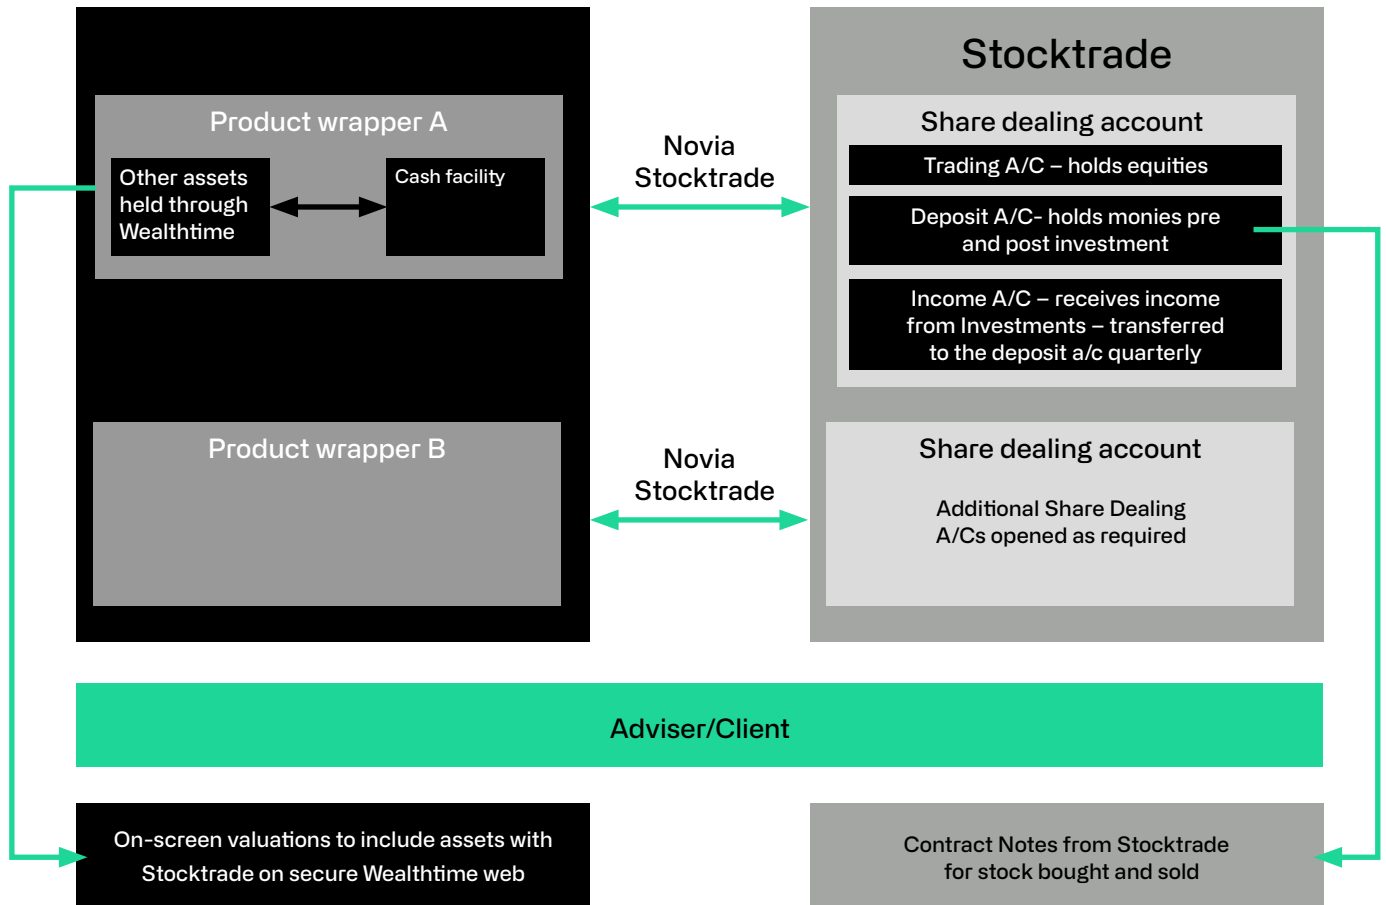 Stocktrade
Product wrapper A
Other assets
held through
Wealthtime
Cash facility
Novia
Stocktrade
Share dealing account
Trading A/C – holds equities
Deposit A/C- holds monies pre
and post investment
Income A/C – receives income
from Investments – transferred
to the deposit a/c quarterly
Product wrapper B
Novia
Stocktrade
Share dealing account
Additional Share Dealing
A/Cs opened as required
Adviser/Client
On-screen valuations to include assets with
Stocktrade on secure Wealthtime web
Contract Notes from Stocktrade
for stock bought and sold